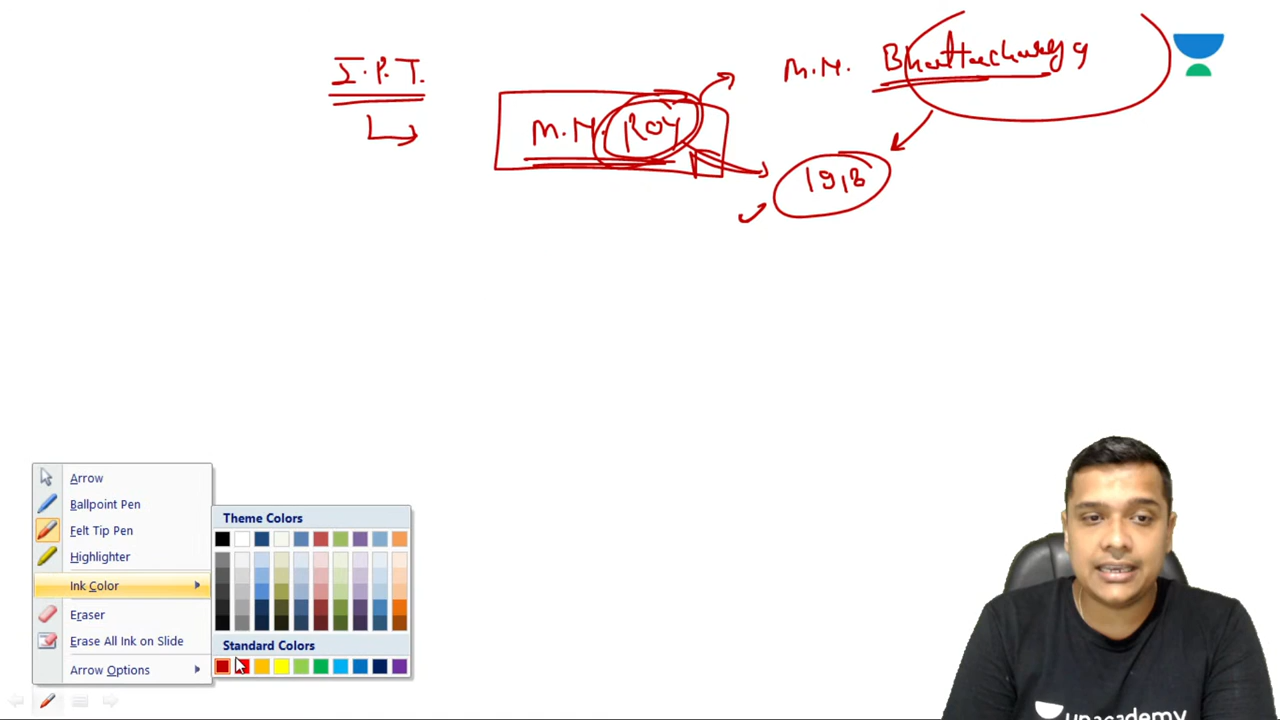 I.P.T.
M.N. ROY
M.N. Bhattacharya
1918
Arrow
Ballpoint Pen
Felt Tip Pen
Highlighter
Ink Color
Eraser
Erase All Ink on Slide
Arrow Options
Theme Colors
Standard Colors
unacademy